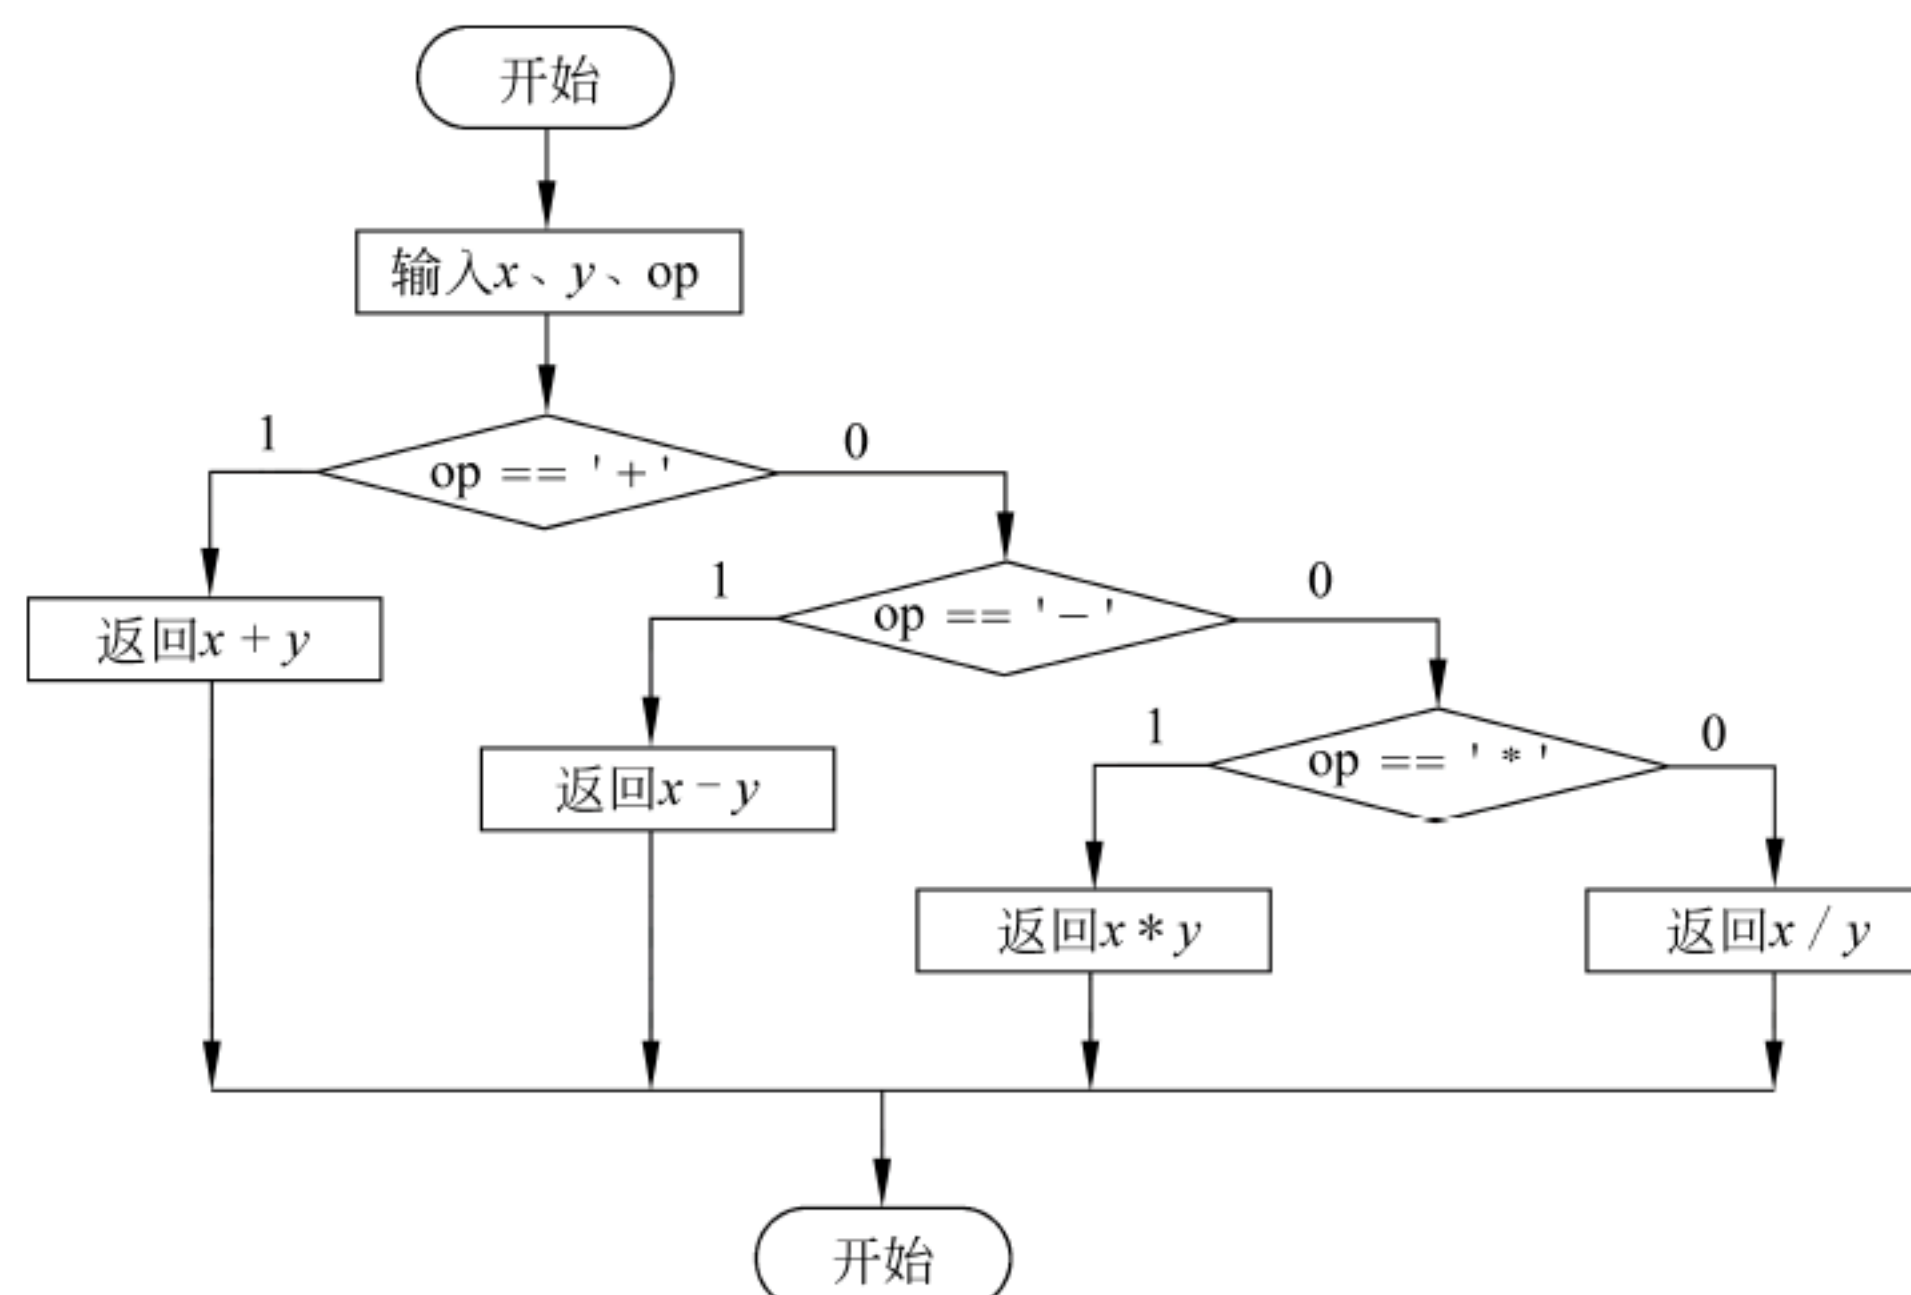 开始
输入x、y、op
op == '+'
1
0
返回x + y
op == '-'
1
0
返回x - y
op == '*'
1
0
返回x * y
返回x / y
开始